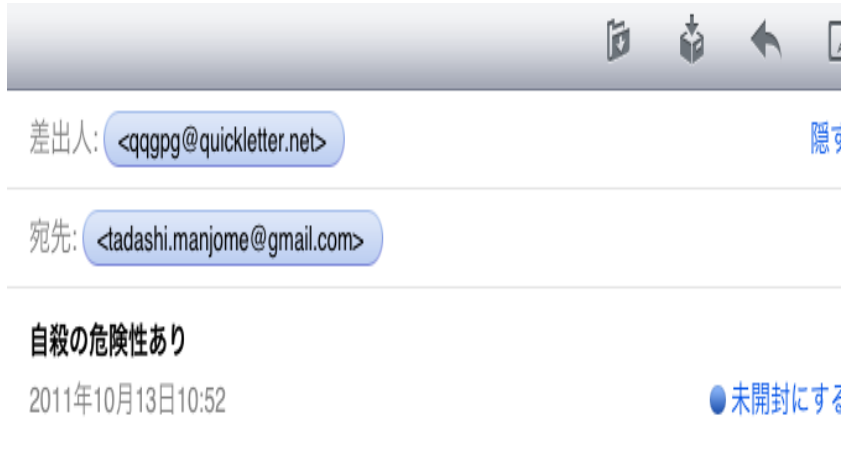 差出人: <qqgpg@quickletter.net> 隠す
宛先: <tadashi.manjome@gmail.com>
自殺の危険性あり
2011年10月13日10:52 未開封にする